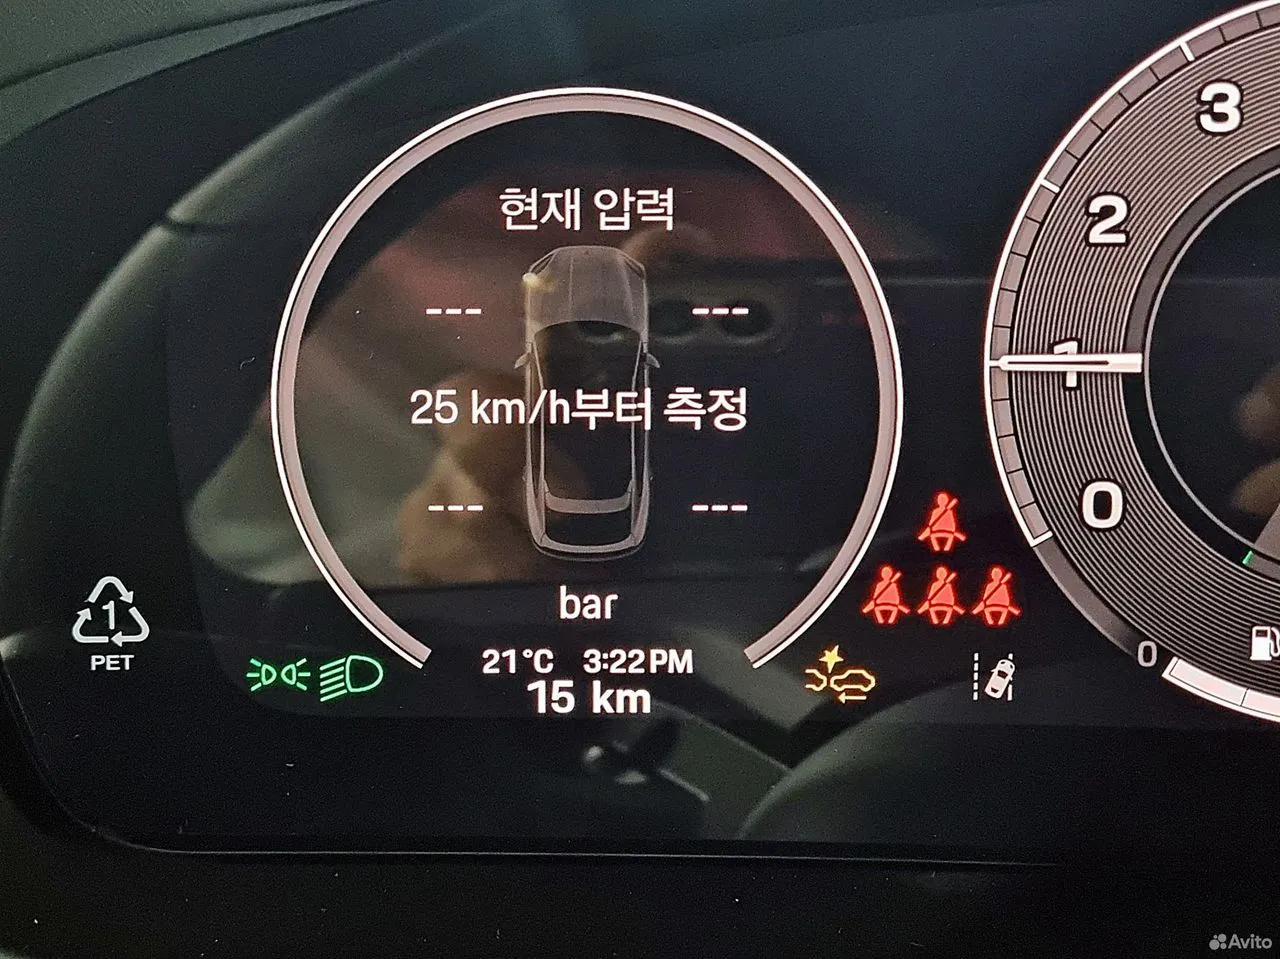 현재 압력
--- ---
25 km/h부터 측정
--- ---
bar
21°C 3:22PM
15 km
1
PET
3
2
1
0
0
Avito